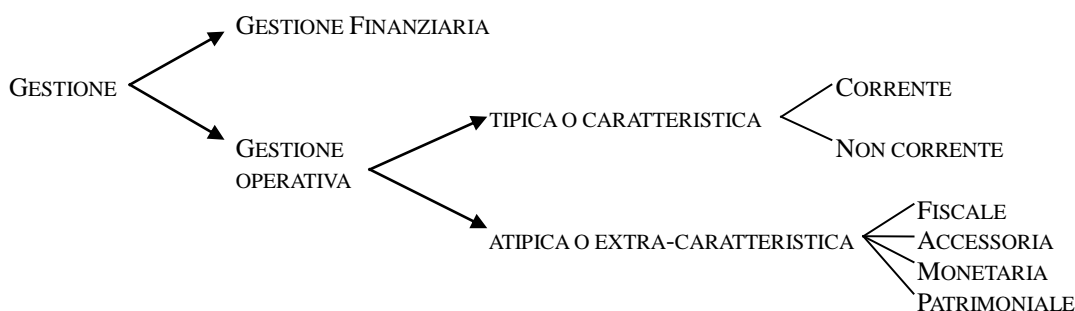 GESTIONE FINANZIARIA
GESTIONE
GESTIONE
OPERATIVA
TIPICA O CARATTERISTICA
CORRENTE
NON CORRENTE
ATIPICA O EXTRA-CARATTERISTICA
FISCALE
ACCESSORIA
MONETARIA
PATRIMONIALE